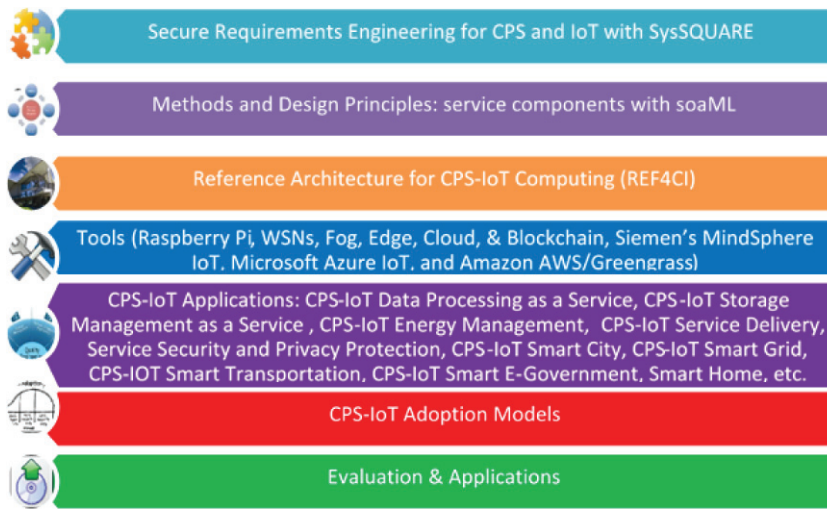 Secure Requirements Engineering for CPS and IoT with SysSQUARE
Methods and Design Principles: service components with soaML
Reference Architecture for CPS-IoT Computing (REF4CI)
Tools (Raspberry Pi, WSNs, Fog, Edge, Cloud, & Blockchain, Siemen's MindSphere
IoT, Microsoft Azure IoT, and Amazon AWS/Greengrass)
CPS-IoT Applications: CPS-IoT Data Processing as a Service, CPS-IoT Storage
Management as a Service , CPS-IoT Energy Management, CPS-IoT Service Delivery,
Service Security and Privacy Protection, CPS-IoT Smart City, CPS-IoT Smart Grid,
CPS-IOT Smart Transportation, CPS-IoT Smart E-Government, Smart Home, etc.
CPS-IoT Adoption Models
Evaluation & Applications